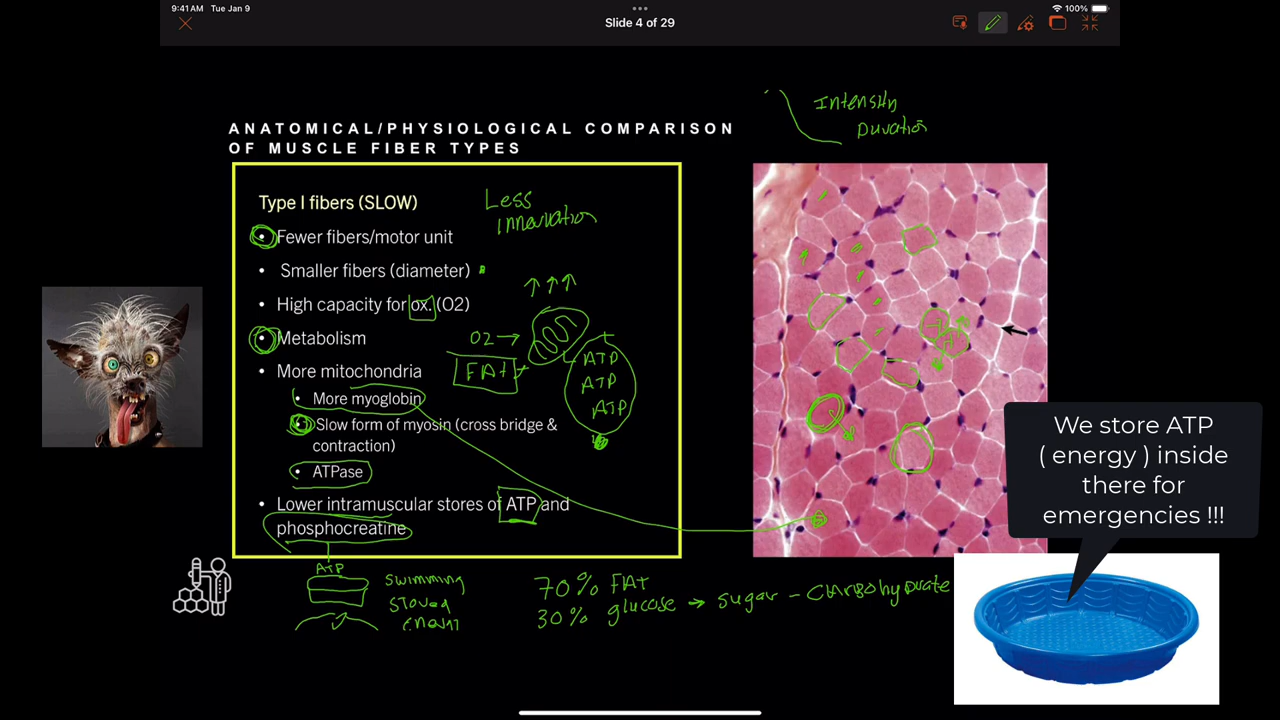 9:41 AM Tue Jan 9
100%
Slide 4 of 29
Intensity
Duration
ANATOMICAL/PHYSIOLOGICAL COMPARISON
OF MUSCLE FIBER TYPES
Type I fibers (SLOW)
Less
innervation
• Fewer fibers/motor unit
• Smaller fibers (diameter)
• High capacity for ox. (O2)
• Metabolism
O2 →
FAt
ATP
ATP
ATP
• More mitochondria
• More myoglobin
• Slow form of myosin (cross bridge &
contraction)
• ATPase
• Lower intramuscular stores of ATP and
phosphocreatine
We store ATP
( energy ) inside
there for
emergencies !!!
ATP
swimming
stored
70% FAt
30% glucose → sugar - Carbohydrate